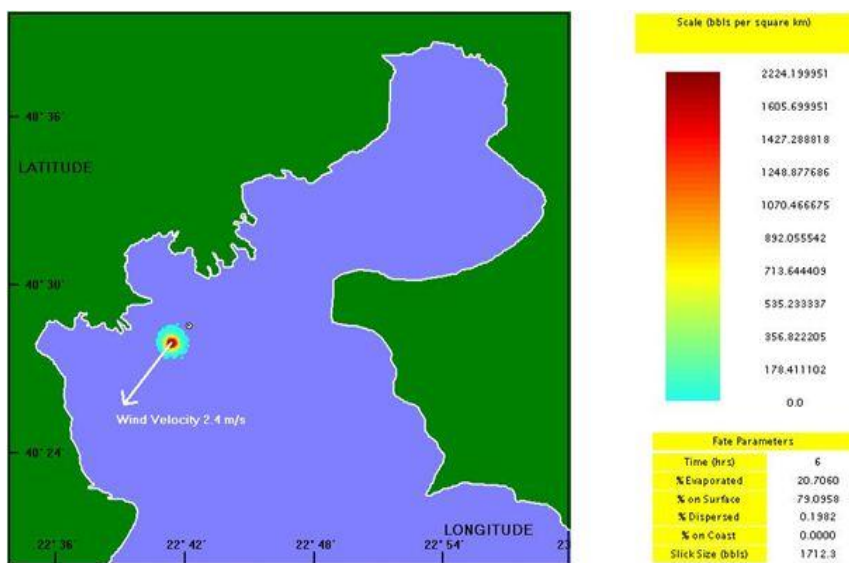 Scale (bbls per square km)
2224.199951
1605.699951
1427.288818
1248.877686
1070.466675
892.055542
713.644409
535.233337
356.822205
178.411102
0.0
40° 36'
LATITUDE
40° 30'
Wind Velocity 2.4 m/s
40° 24'
LONGITUDE
22° 36'
22° 42'
22° 48'
22° 54'
23
Fate Parameters
Time (hrs) 6
% Evaporated 20.7060
% on Surface 79.0958
% Dispersed 0.1982
% on Coast 0.0000
Slick Size (bbls) 1712.3